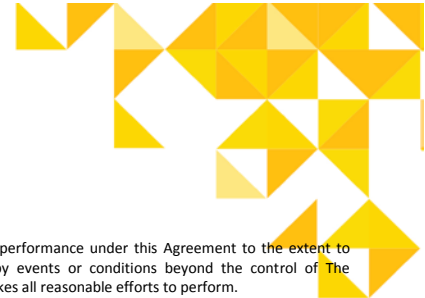 performance under this Agreement to the extent to
by events or conditions beyond the control of The
kes all reasonable efforts to perform.